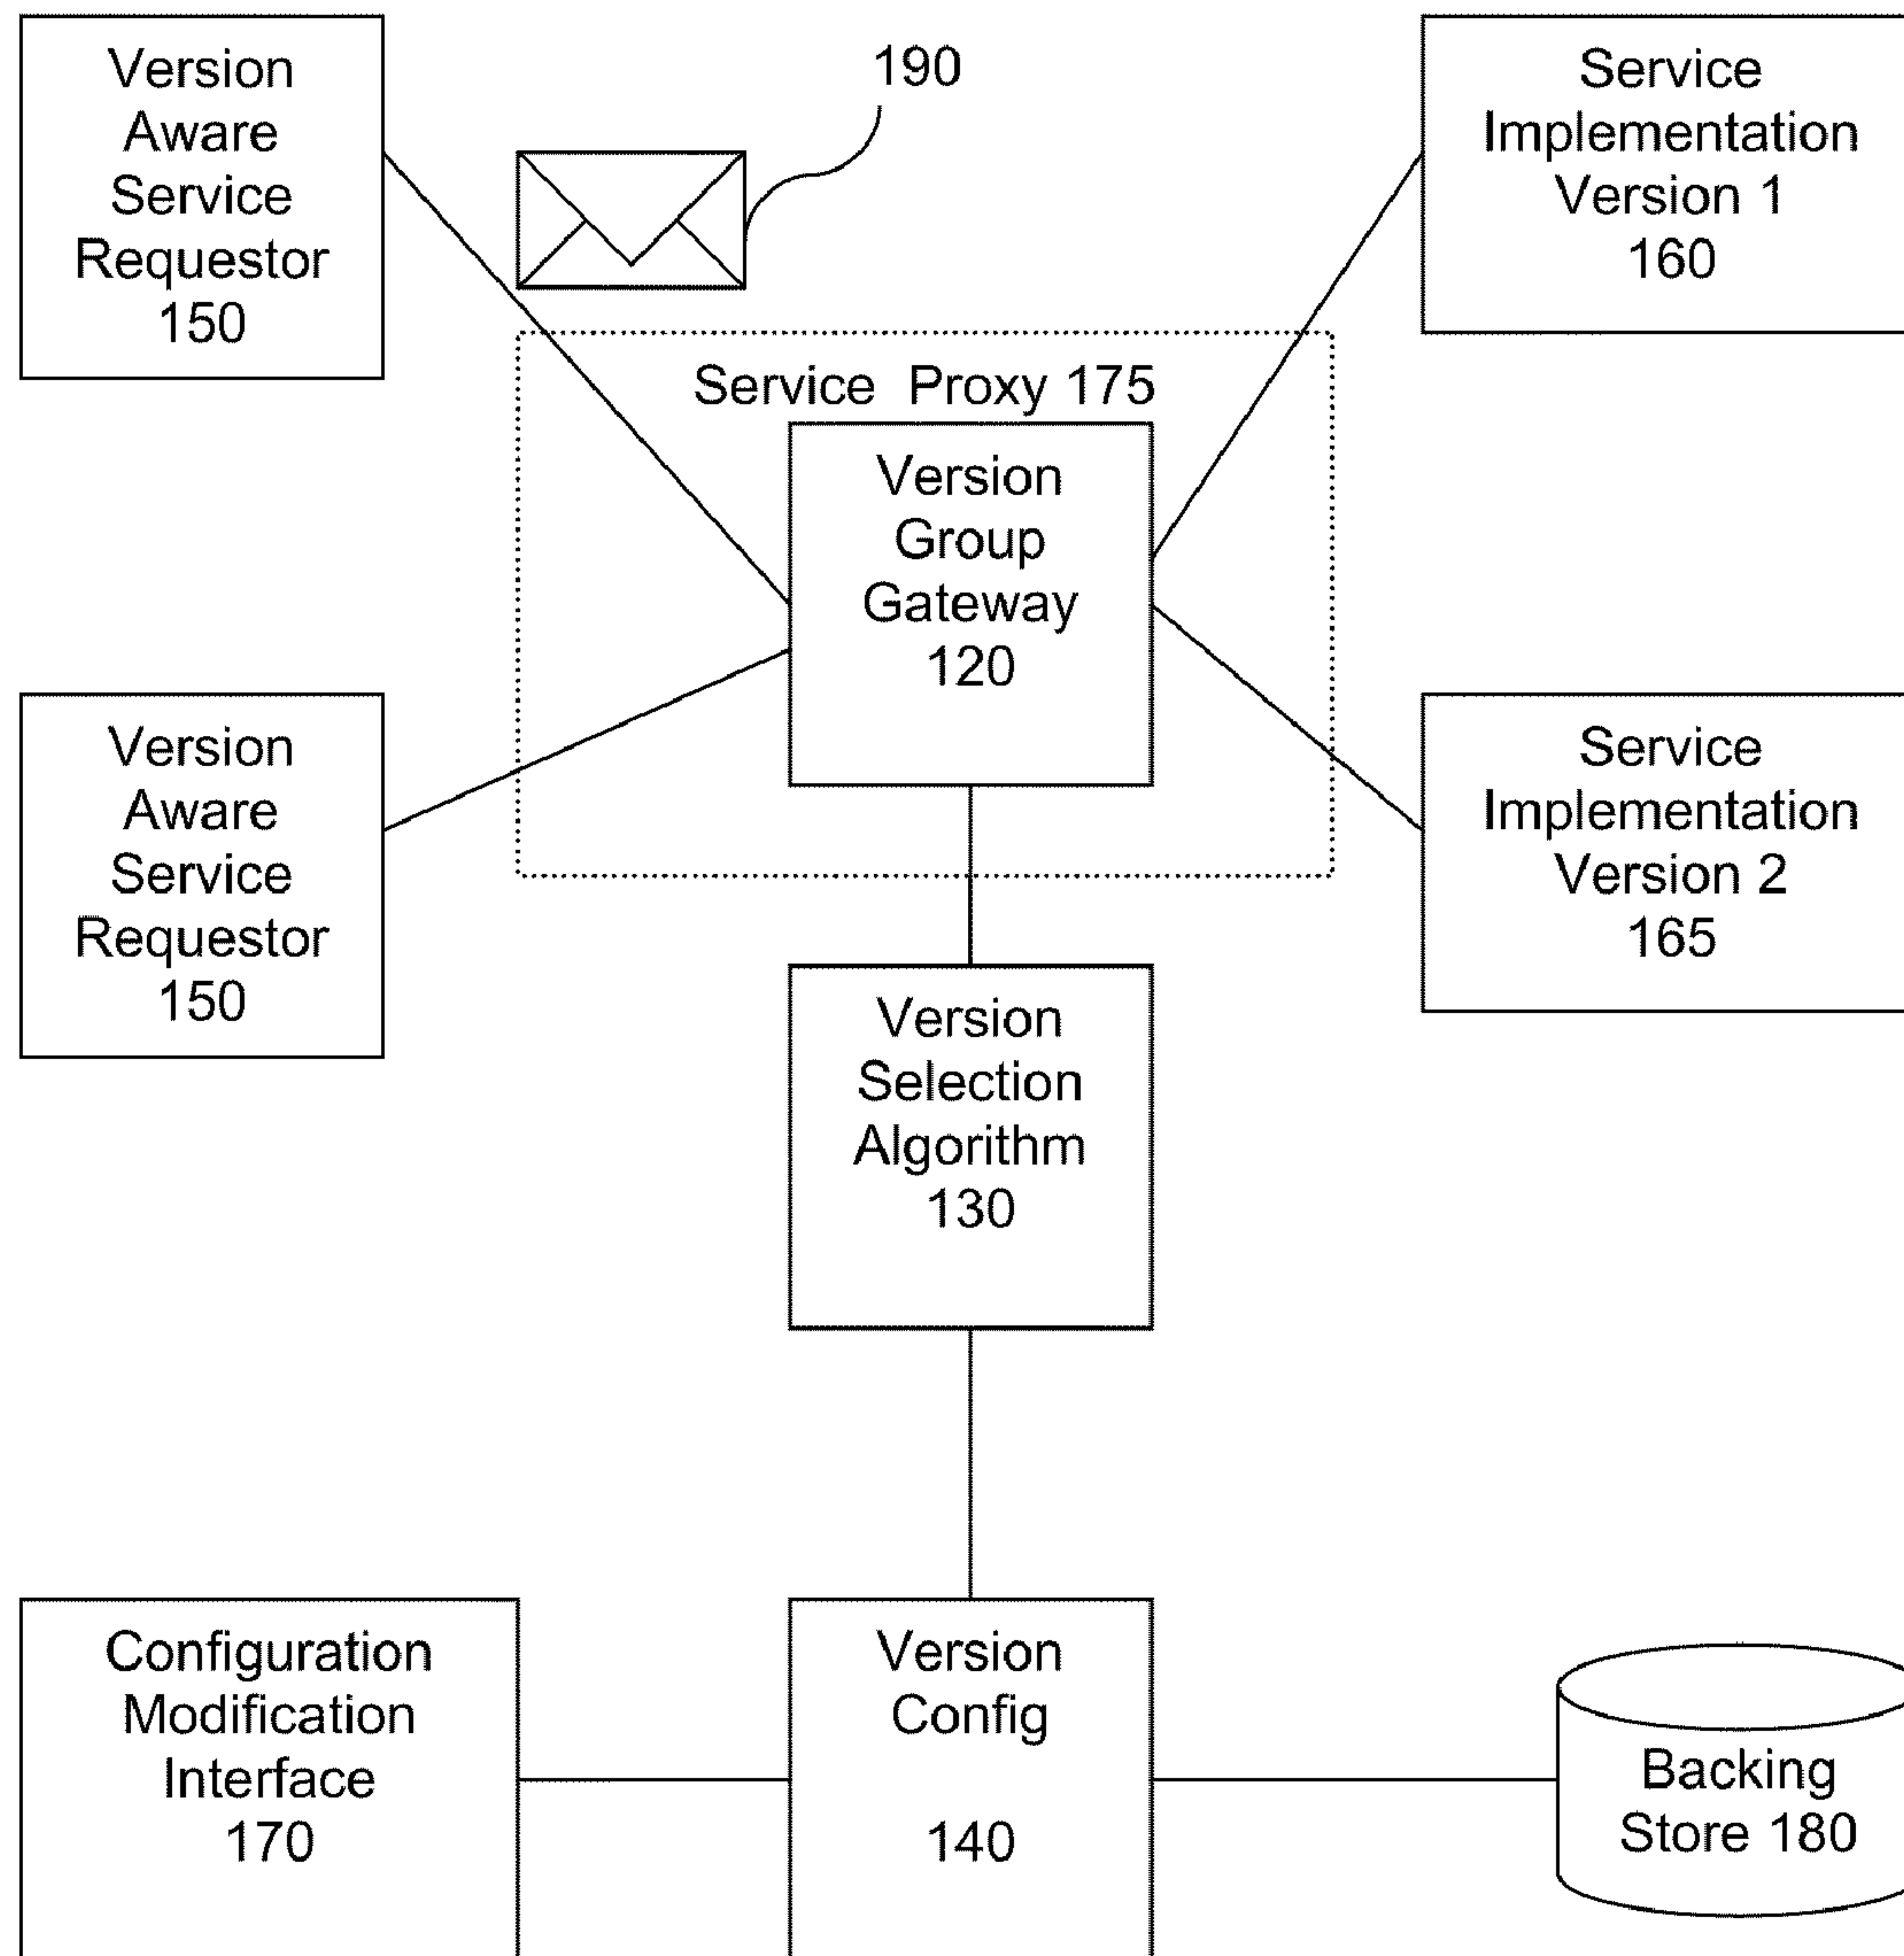 Version
Aware
Service
Requestor
150
190
Service
Implementation
Version 1
160
Service Proxy 175
Version
Group
Gateway
120
Version
Aware
Service
Requestor
150
Service
Implementation
Version 2
165
Version
Selection
Algorithm
130
Configuration
Modification
Interface
170
Version
Config
140
Backing
Store 180